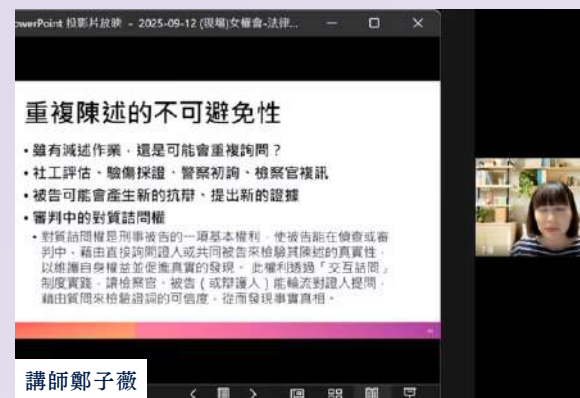 owerPoint 投影片放映 - 2025-09-12 (現場)女權會-法律...
重複陳述的不可避免性
• 雖有減述作業，還是可能會重複詢問？
• 社工評估、驗傷採證、警察初詢、檢察官複訊
• 被告可能會產生新的抗辯、提出新的證據
• 審判中的對質詰問權
• 對質詰問權是刑事被告的一項基本權利，使被告能在偵查或審
判中，藉由直接詢問證人或共同被告來檢驗其陳述的真實性，
以維護自身權益並促進真實的發現。 此權利透過「交互詰問」
制度實踐，讓檢察官、被告（或辯護人）能輪流對證人提問，
藉由質問來檢驗證詞的可信度，從而發現事實真相。
講師鄭子薇